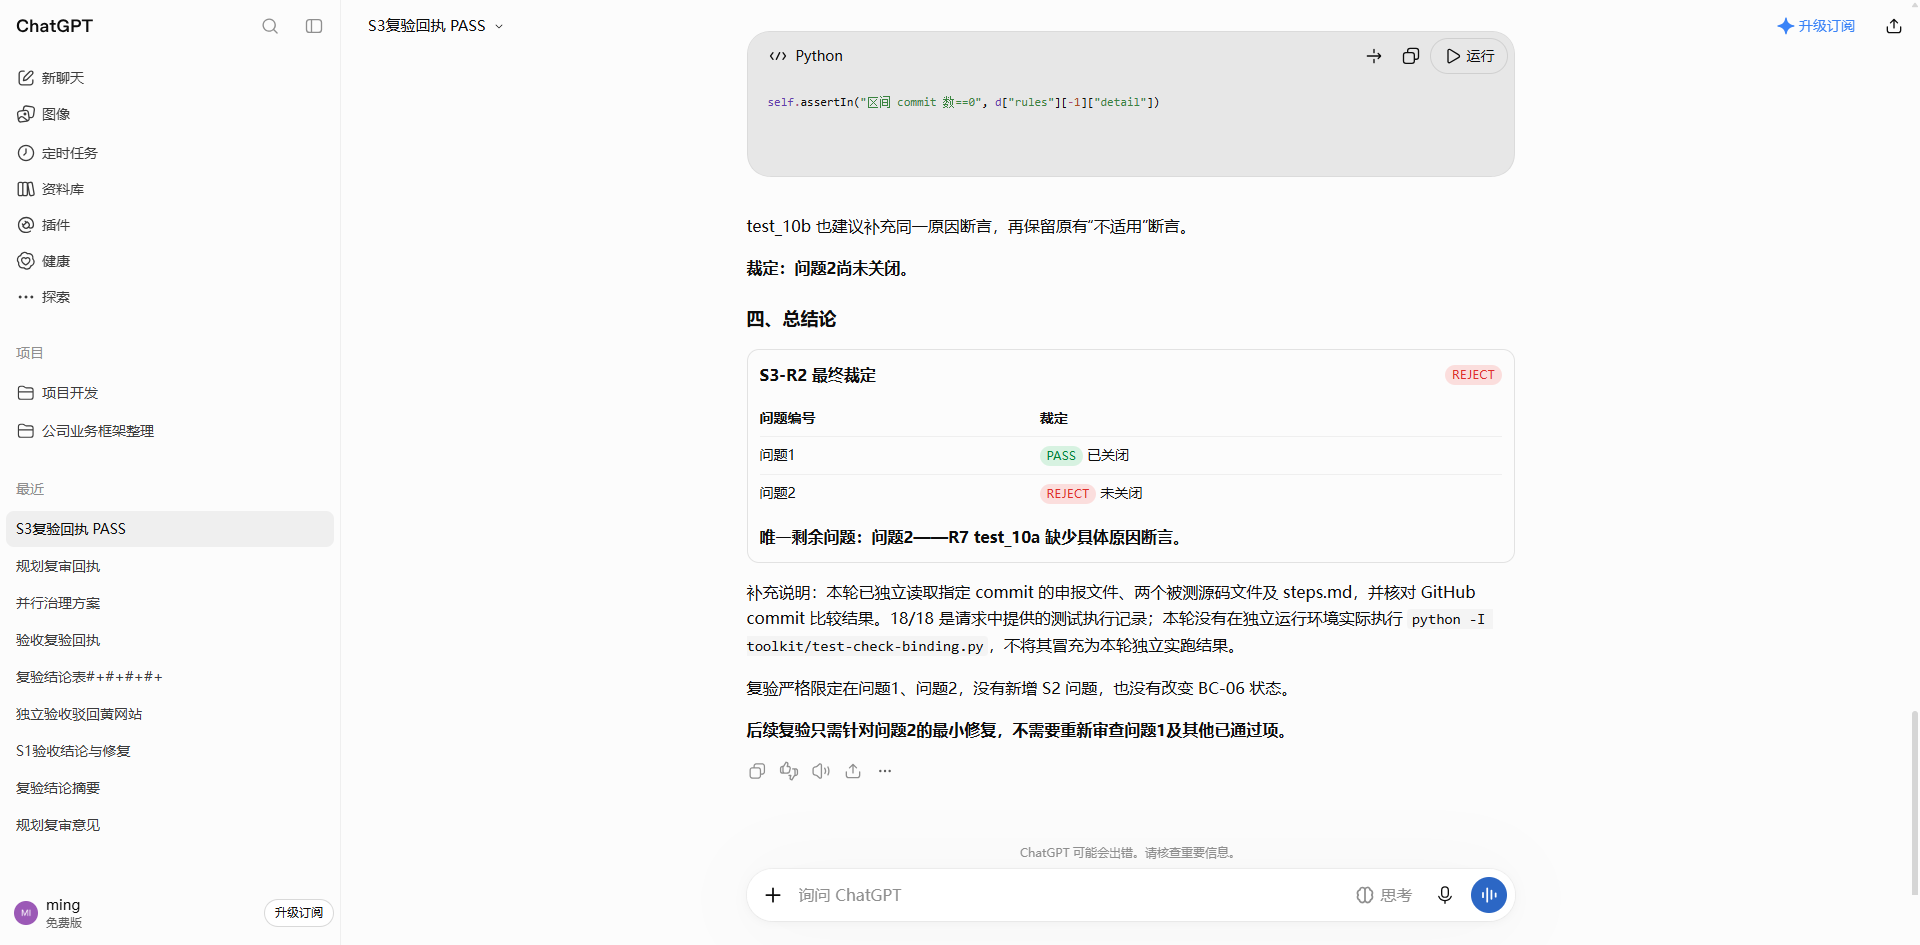 ChatGPT
新聊天
图像
定时任务
资料库
插件
健康
探索
项目
项目开发
公司业务框架整理
最近
S3复验回执 PASS
规划复审回执
并行治理方案
验收复验回执
复验结论表#+#+#+#+
独立验收驳回黄网站
S1验收结论与修复
复验结论摘要
规划复审意见
MI
ming
免费版
升级订阅
S3复验回执 PASS
升级订阅
Python
运行
self.assertIn("区间 commit 数==0", d["rules"][-1]["detail"])
test_10b 也建议补充同一原因断言，再保留原有“不适用”断言。
裁定：问题2尚未关闭。
四、总结论
S3-R2 最终裁定
REJECT
问题编号 裁定
问题1 PASS 已关闭
问题2 REJECT 未关闭
唯一剩余问题：问题2——R7 test_10a 缺少具体原因断言。
补充说明：本轮已独立读取指定 commit 的申报文件、两个被测源码文件及 steps.md，并核对 GitHub
commit 比较结果。18/18 是请求中提供的测试执行记录；本轮没有在独立运行环境实际执行 python -I
toolkit/test-check-binding.py ，不将其冒充为本轮独立实跑结果。
复验严格限定在问题1、问题2，没有新增 S2 问题，也没有改变 BC-06 状态。
后续复验只需针对问题2的最小修复，不需要重新审查问题1及其他已通过项。
ChatGPT 可能会出错。请核查重要信息。
询问 ChatGPT
思考